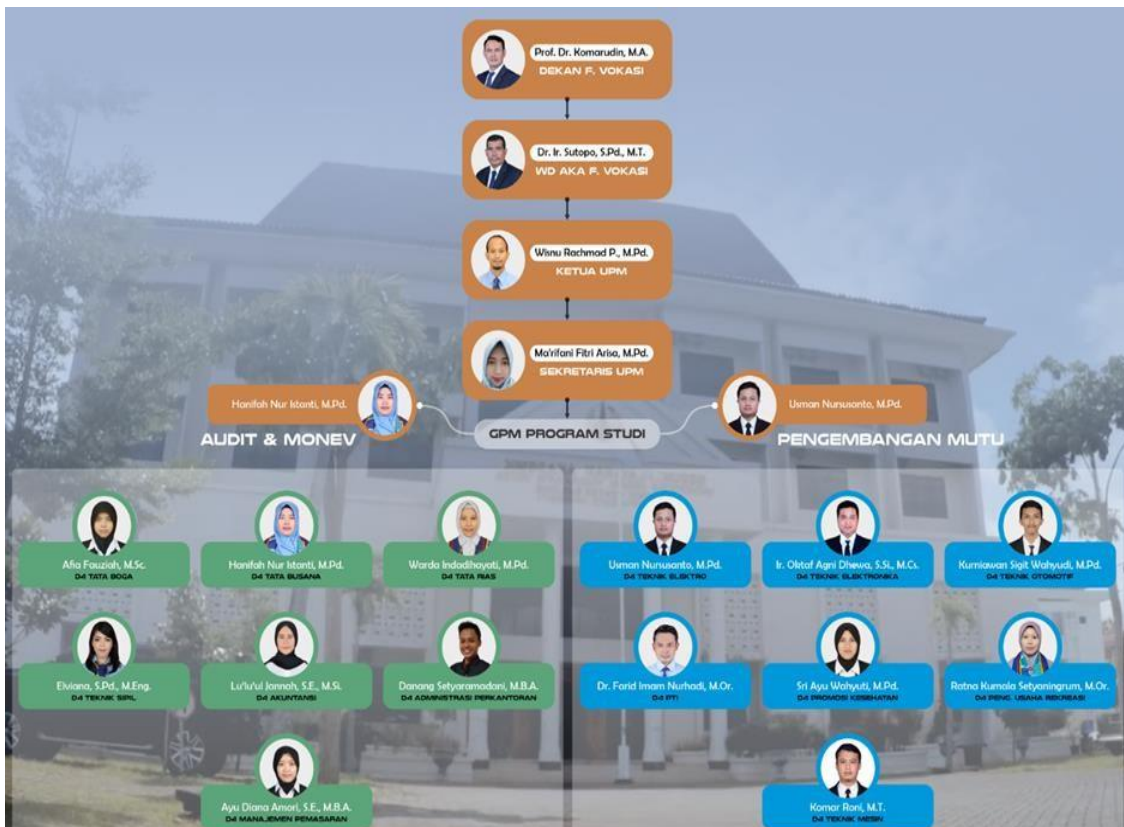 Prof. Dr. Komarudin, M.A.
DEKAN F. VOKASI
Dr. Ir. Sutopo, S.Pd., M.T.
WD AKA F. VOKASI
Wisnu Rachmad P., M.Pd.
KETUA UPM
Ma'rifani Fitri Arisa, M.Pd.
SEKRETARIS UPM
Hanifah Nur Istanti, M.Pd.
AUDIT & MONEV
GPM PROGRAM STUDI
Usman Nursusanto, M.Pd.
PENGEMBANGAN MUTU
Afia Fauziah, M.Sc.
D4 TATA BOGA
Hanifah Nur Istanti, M.Pd.
D4 TATA BUSANA
Warda Indadihayati, M.Pd.
D4 TATA RIAS
Elviana, S.Pd., M.Eng.
D4 TEKNIK SIPIL
Lu'lu'ul Jannah, S.E., M.Si.
D4 AKUNTANSI
Danang Setyaramadani, M.B.A.
D4 ADMINISTRASI PERKANTORAN
Ayu Diana Amori, S.E., M.B.A.
D4 MANAJEMEN PEMASARAN
Usman Nursusanto, M.Pd.
D4 TEKNIK ELEKTRO
Ir. Oktaf Agni Dhewa, S.Si., M.Cs.
D4 TEKNIK ELEKTRONIKA
Kurniawan Sigit Wahyudi, M.Pd.
D4 TEKNIK OTOMOTIF
Dr. Farid Imam Nurhadi, M.Or.
D4 PTI
Sri Ayu Wahyuti, M.Pd.
D4 PROMOSI KESEHATAN
Ratna Kumala Setyaningrum, M.Or.
D4 PENG. USAHA REKREASI
Komar Roni, M.T.
D4 TEKNIK MESIN